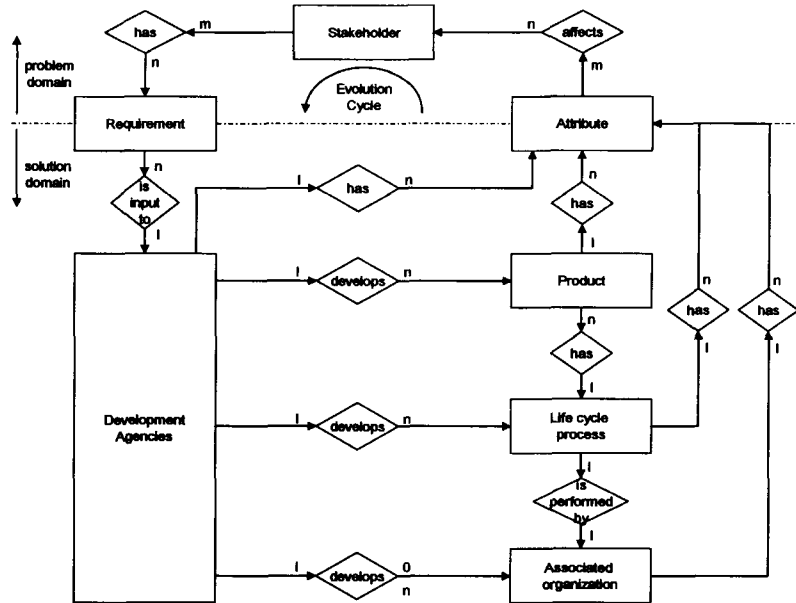 has
m
Stakeholder
n
affects
n
m
problem
domain
Evolution
Cycle
Requirement
Attribute
solution
domain
n
is
input
to
l
l
has
n
n
has
l
l
develops
n
Product
n
has
l
n
has
l
n
has
l
Development
Agencies
l
develops
n
Life cycle
process
l
is
performed
by
l
l
develops
0
n
Associated
organization